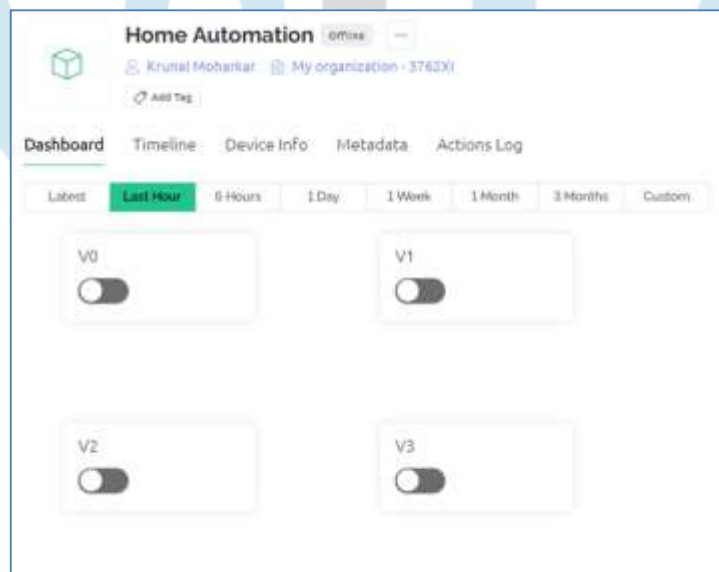 Home Automation Offline ...
Krunal Moharkar My organization - 3762XI
Add Tag
Dashboard Timeline Device Info Metadata Actions Log
Latest Last Hour 6 Hours 1 Day 1 Week 1 Month 3 Months Custom
V0 V1
V2 V3